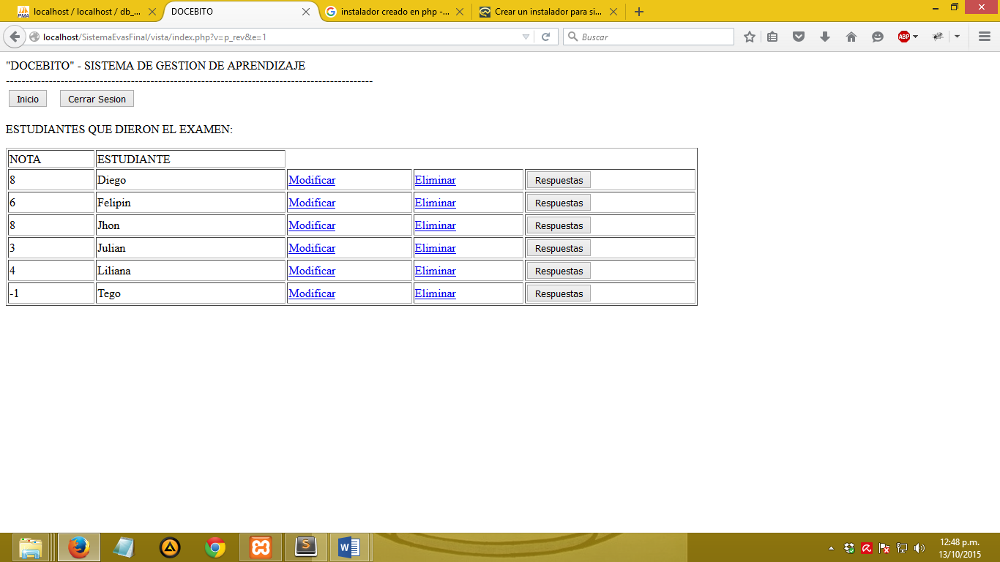 localhost / localhost / db_...
DOCEBITO
instalador creado en php -...
Crear un instalador para si...
localhost/SistemaEvasFinal/vista/index.php?v=p_rev&e=1
Buscar
ABP
"DOCEBITO" - SISTEMA DE GESTION DE APRENDIZAJE
----------------------------------------------------------------------------------------------------
Inicio Cerrar Sesion
ESTUDIANTES QUE DIERON EL EXAMEN:
NOTA ESTUDIANTE
8 Diego Modificar Eliminar Respuestas
6 Felipin Modificar Eliminar Respuestas
8 Jhon Modificar Eliminar Respuestas
3 Julian Modificar Eliminar Respuestas
4 Liliana Modificar Eliminar Respuestas
-1 Tego Modificar Eliminar Respuestas
12:48 p.m.
13/10/2015